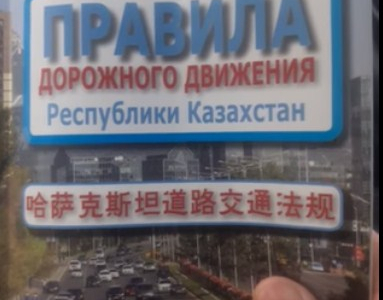 ПРАВИЛА
ДОРОЖНОГО ДВИЖЕНИЯ
Республики Казахстан
哈萨克斯坦道路交通法规